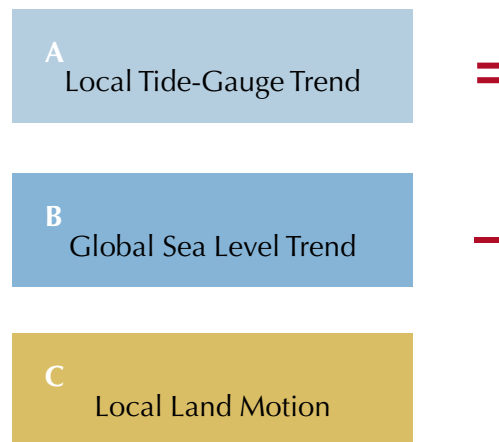 A
Local Tide-Gauge Trend
=
B
Global Sea Level Trend
–
C
Local Land Motion